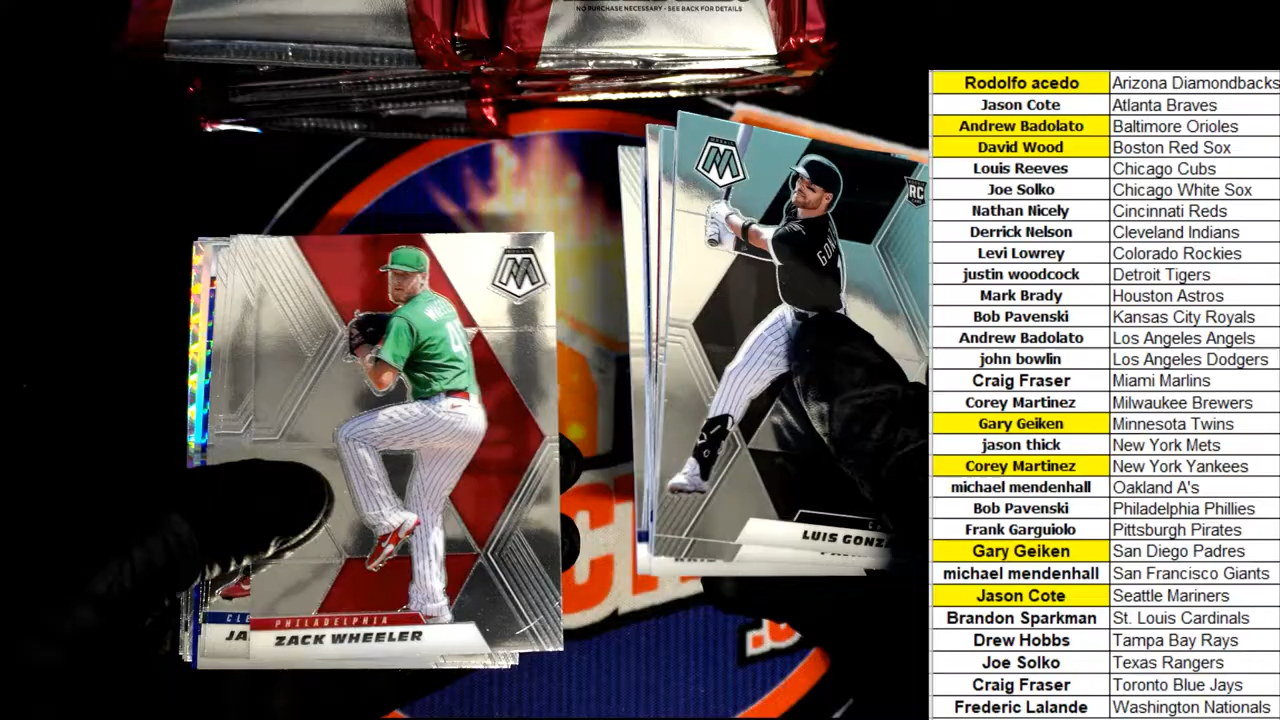 NO PURCHASE NECESSARY • SEE BACK FOR DETAILS
RC
PHILADELPHIA
ZACK WHEELER
CLE
JA
LUIS GONZ
Rodolfo acedo Arizona Diamondbacks
Jason Cote Atlanta Braves
Andrew Badolato Baltimore Orioles
David Wood Boston Red Sox
Louis Reeves Chicago Cubs
Joe Solko Chicago White Sox
Nathan Nicely Cincinnati Reds
Derrick Nelson Cleveland Indians
Levi Lowrey Colorado Rockies
justin woodcock Detroit Tigers
Mark Brady Houston Astros
Bob Pavenski Kansas City Royals
Andrew Badolato Los Angeles Angels
john bowlin Los Angeles Dodgers
Craig Fraser Miami Marlins
Corey Martinez Milwaukee Brewers
Gary Geiken Minnesota Twins
jason thick New York Mets
Corey Martinez New York Yankees
michael mendenhall Oakland A's
Bob Pavenski Philadelphia Phillies
Frank Garguiolo Pittsburgh Pirates
Gary Geiken San Diego Padres
michael mendenhall San Francisco Giants
Jason Cote Seattle Mariners
Brandon Sparkman St. Louis Cardinals
Drew Hobbs Tampa Bay Rays
Joe Solko Texas Rangers
Craig Fraser Toronto Blue Jays
Frederic Lalande Washington Nationals